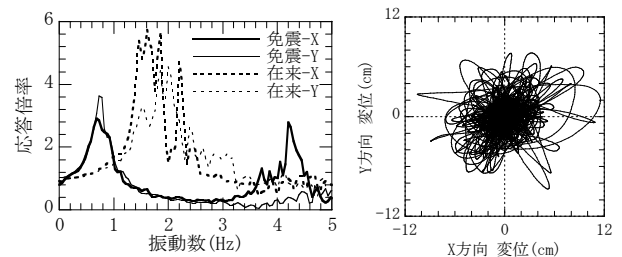 免震-X
免震-Y
在来-X
在来-Y
応答倍率
6
4
2
0
0 1 2 3 4 5
振動数(Hz)
12
0
-12
Y方向 変位(cm)
-12 0 12
X方向 変位(cm)